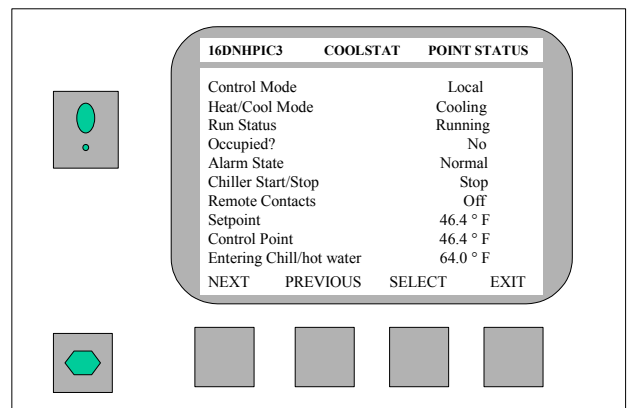 16DNHPIC3 COOLSTAT POINT STATUS
Control Mode Local
Heat/Cool Mode Cooling
Run Status Running
Occupied? No
Alarm State Normal
Chiller Start/Stop Stop
Remote Contacts Off
Setpoint 46.4 ° F
Control Point 46.4 ° F
Entering Chill/hot water 64.0 ° F
NEXT PREVIOUS SELECT EXIT